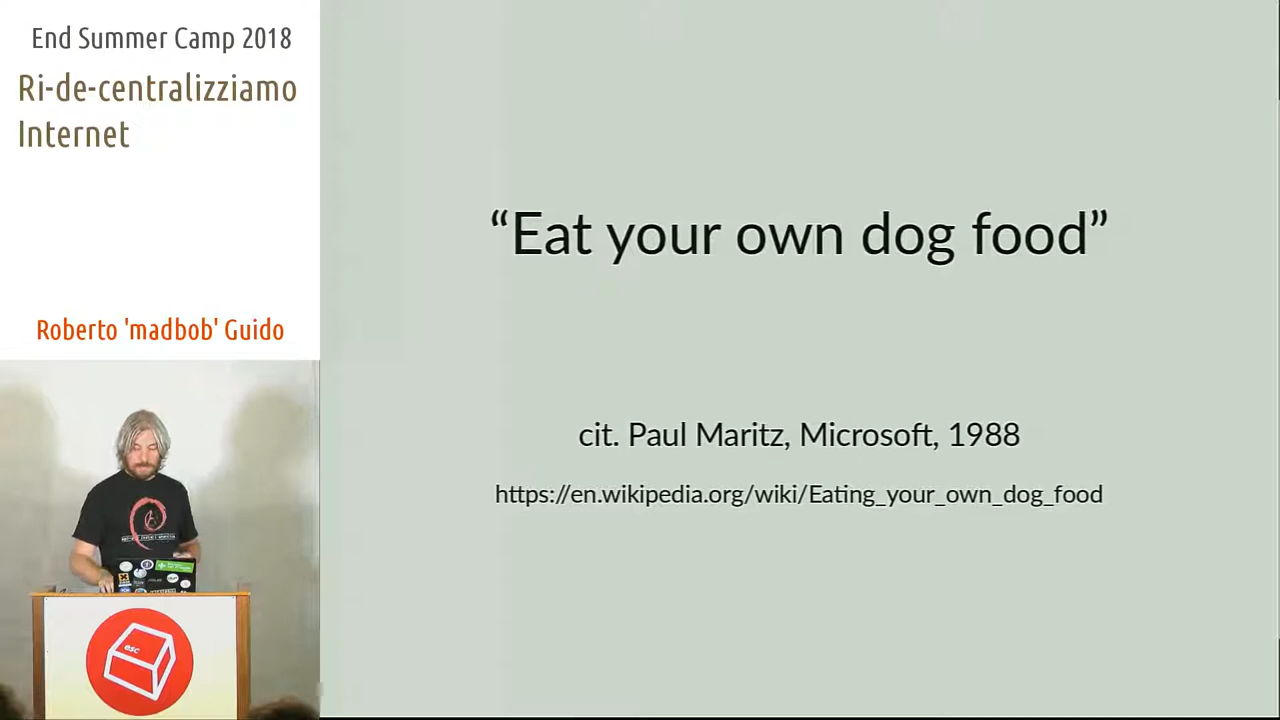 End Summer Camp 2018
Ri-de-centralizziamo
Internet
Roberto 'madbob' Guido
“Eat your own dog food”
cit. Paul Maritz, Microsoft, 1988
https://en.wikipedia.org/wiki/Eating_your_own_dog_food
esc